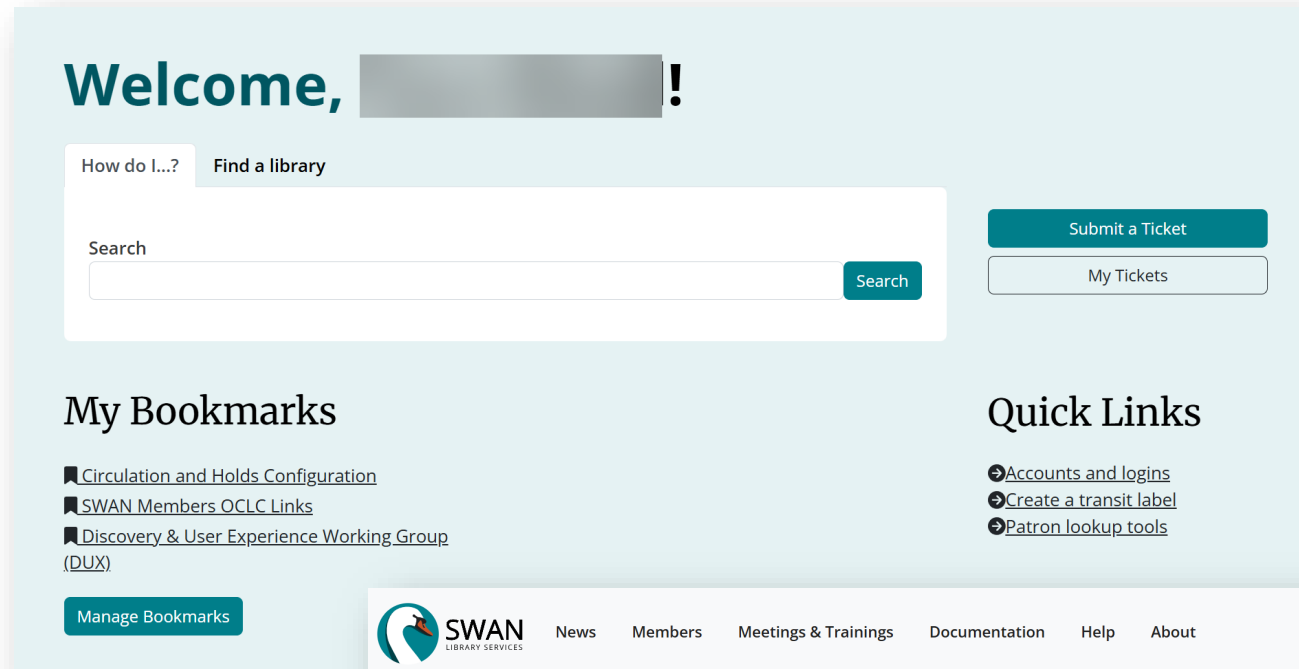 Welcome, !
How do I...? Find a library
Search
Search
Submit a Ticket
My Tickets
My Bookmarks
Circulation and Holds Configuration
SWAN Members OCLC Links
Discovery & User Experience Working Group
(DUX)
Manage Bookmarks
Quick Links
Accounts and logins
Create a transit label
Patron lookup tools
SWAN
LIBRARY SERVICES
News Members Meetings & Trainings Documentation Help About